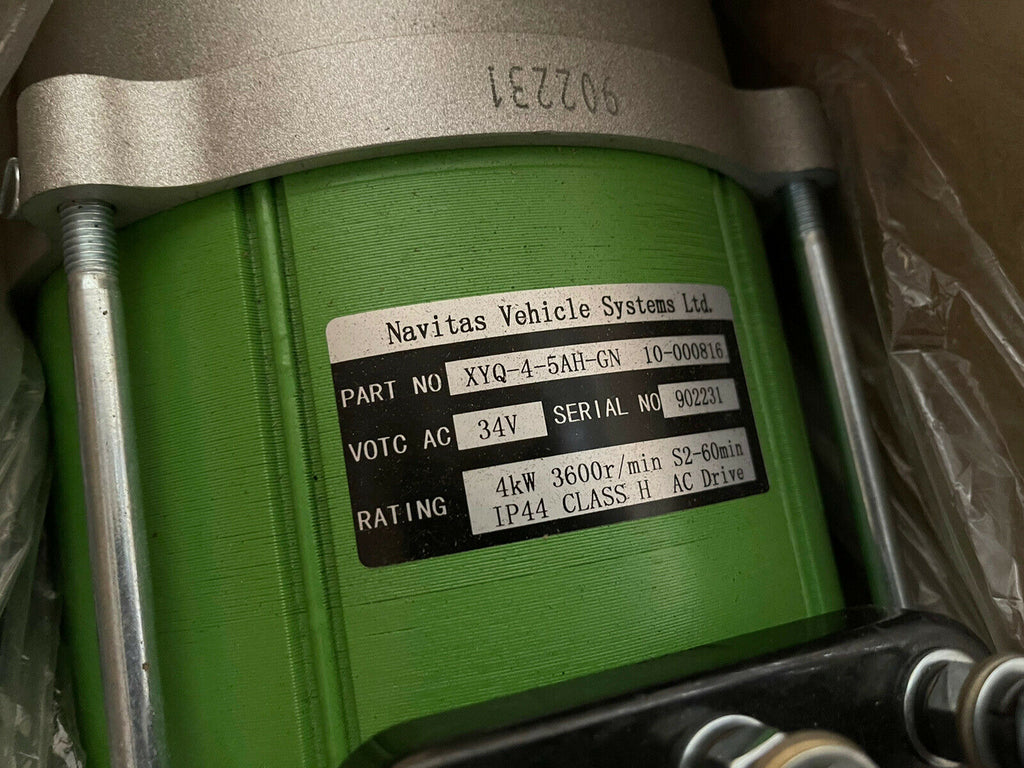 902231
Navitas Vehicle Systems Ltd.
PART NO XYQ-4-5AH-GN 10-000816
VOTC AC 34V SERIAL NO 902231
RATING 4kW 3600r/min S2-60min
IP44 CLASS H AC Drive